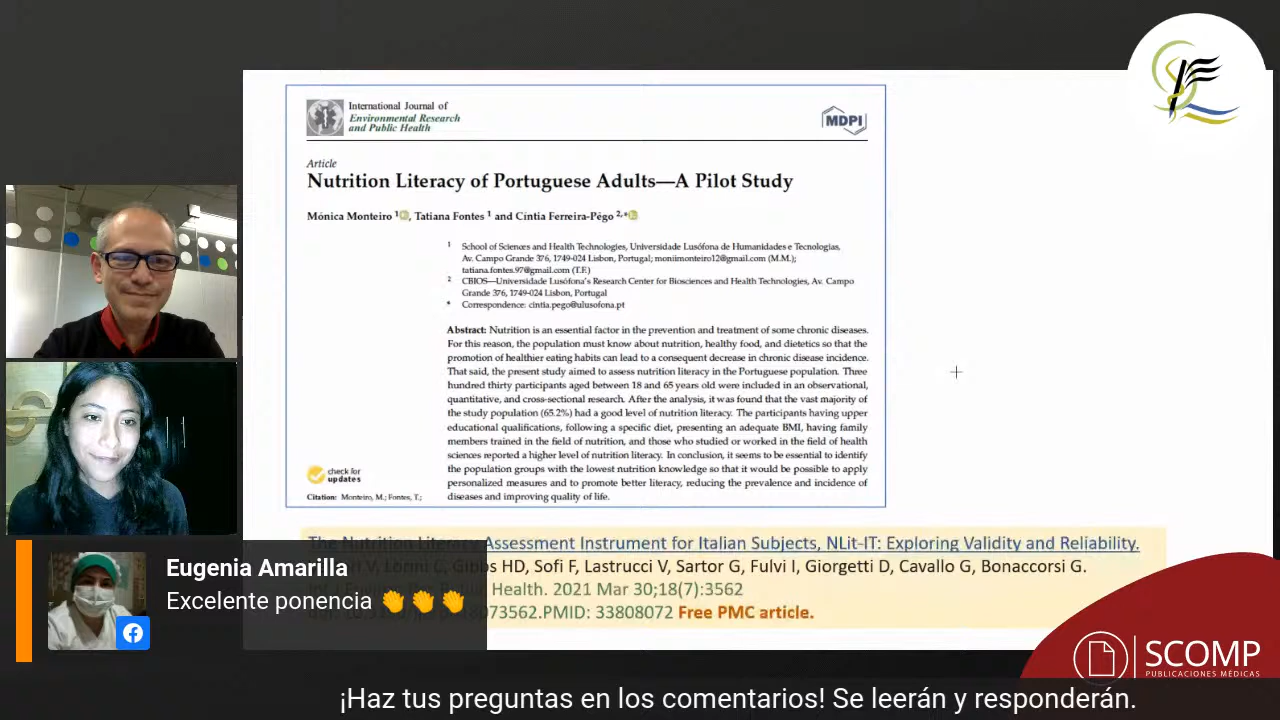 International Journal of
Environmental Research
and Public Health
MDPI
Article
Nutrition Literacy of Portuguese Adults—A Pilot Study
Mónica Monteiro 1, Tatiana Fontes 1 and Cíntia Ferreira-Pêgo 2,*
1 School of Sciences and Health Technologies, Universidade Lusófona de Humanidades e Tecnologias,
Av. Campo Grande 376, 1749-024 Lisbon, Portugal; moniimonteiro12@gmail.com (M.M.);
tatiana.fontes.97@gmail.com (T.F.)
2 CBIOS—Universidade Lusófona's Research Center for Biosciences and Health Technologies, Av. Campo
Grande 376, 1749-024 Lisbon, Portugal
* Correspondence: cintia.pego@ulusofona.pt
Abstract: Nutrition is an essential factor in the prevention and treatment of some chronic diseases.
For this reason, the population must know about nutrition, healthy food, and dietetics so that the
promotion of healthier eating habits can lead to a consequent decrease in chronic disease incidence.
That said, the present study aimed to assess nutrition literacy in the Portuguese population. Three
hundred thirty participants aged between 18 and 65 years old were included in an observational,
quantitative, and cross-sectional research. After the analysis, it was found that the vast majority of
the study population (65.2%) had a good level of nutrition literacy. The participants having upper
educational qualifications, following a specific diet, presenting an adequate BMI, having family
members trained in the field of nutrition, and those who studied or worked in the field of health
sciences reported a higher level of nutrition literacy. In conclusion, it seems to be essential to identify
the population groups with the lowest nutrition knowledge so that it would be possible to apply
personalized measures and to promote better literacy, reducing the prevalence and incidence of
diseases and improving quality of life.
check for
updates
Citation: Monteiro, M.; Fontes, T.;
The Nutrition Literacy Assessment Instrument for Italian Subjects, NLit-IT: Exploring Validity and Reliability.
Gibbs HD, Sofi F, Lastrucci V, Sartor G, Fulvi I, Giorgetti D, Cavallo G, Bonaccorsi G.
Health. 2021 Mar 30;18(7):3562
073562.PMID: 33808072 Free PMC article.
Eugenia Amarilla
Excelente ponencia 👏👏👏
SCOMP
PUBLICACIONES MÉDICAS
¡Haz tus preguntas en los comentarios! Se leerán y responderán.